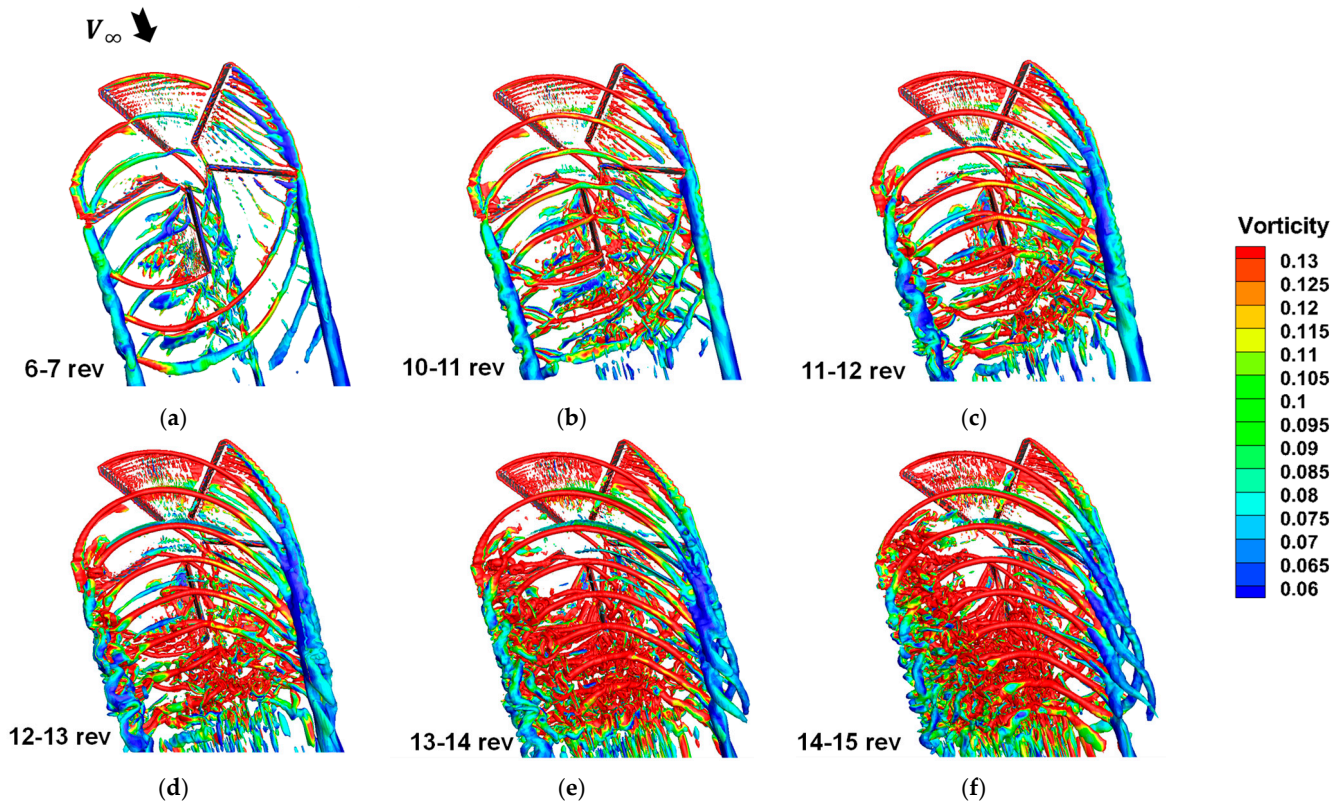 V∞
6-7 rev
(a)
10-11 rev
(b)
11-12 rev
(c)
12-13 rev
(d)
13-14 rev
(e)
14-15 rev
(f)
Vorticity
0.13
0.125
0.12
0.115
0.11
0.105
0.1
0.095
0.09
0.085
0.08
0.075
0.07
0.065
0.06